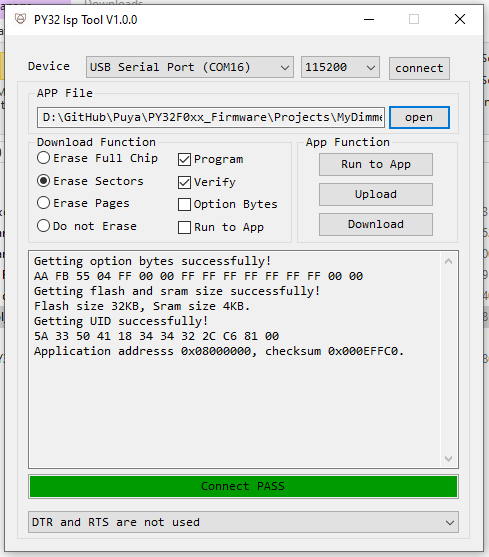 Downloads
PY32 Isp Tool V1.0.0
Device
USB Serial Port (COM16)
115200
connect
APP File
D:\GitHub\Puya\PY32F0xx_Firmware\Projects\MyDimme
open
Download Function
App Function
Erase Full Chip
Program
Run to App
Erase Sectors
Verify
Upload
Erase Pages
Option Bytes
Download
Do not Erase
Run to App
Getting option bytes successfully!
AA FB 55 04 FF 00 00 FF FF FF FF FF FF FF 00 00
Getting flash and sram size successfully!
Flash size 32KB, Sram size 4KB.
Getting UID successfully!
5A 33 50 41 18 34 34 32 2C C6 81 00
Application addresss 0x08000000, checksum 0x000EFFC0.
Connect PASS
DTR and RTS are not used